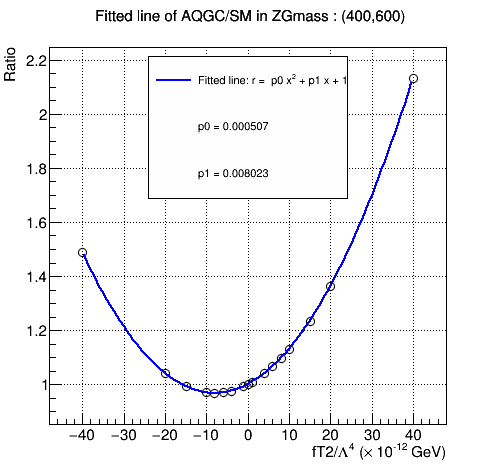 Fitted line of AQGC/SM in ZGmass : (400,600)
Ratio
Fitted line: r = p0 x² + p1 x + 1
p0 = 0.000507
p1 = 0.008023
2.2
2
1.8
1.6
1.4
1.2
1
−40 −30 −20 −10 0 10 20 30 40
fT2/Λ⁴ (× 10⁻¹² GeV)